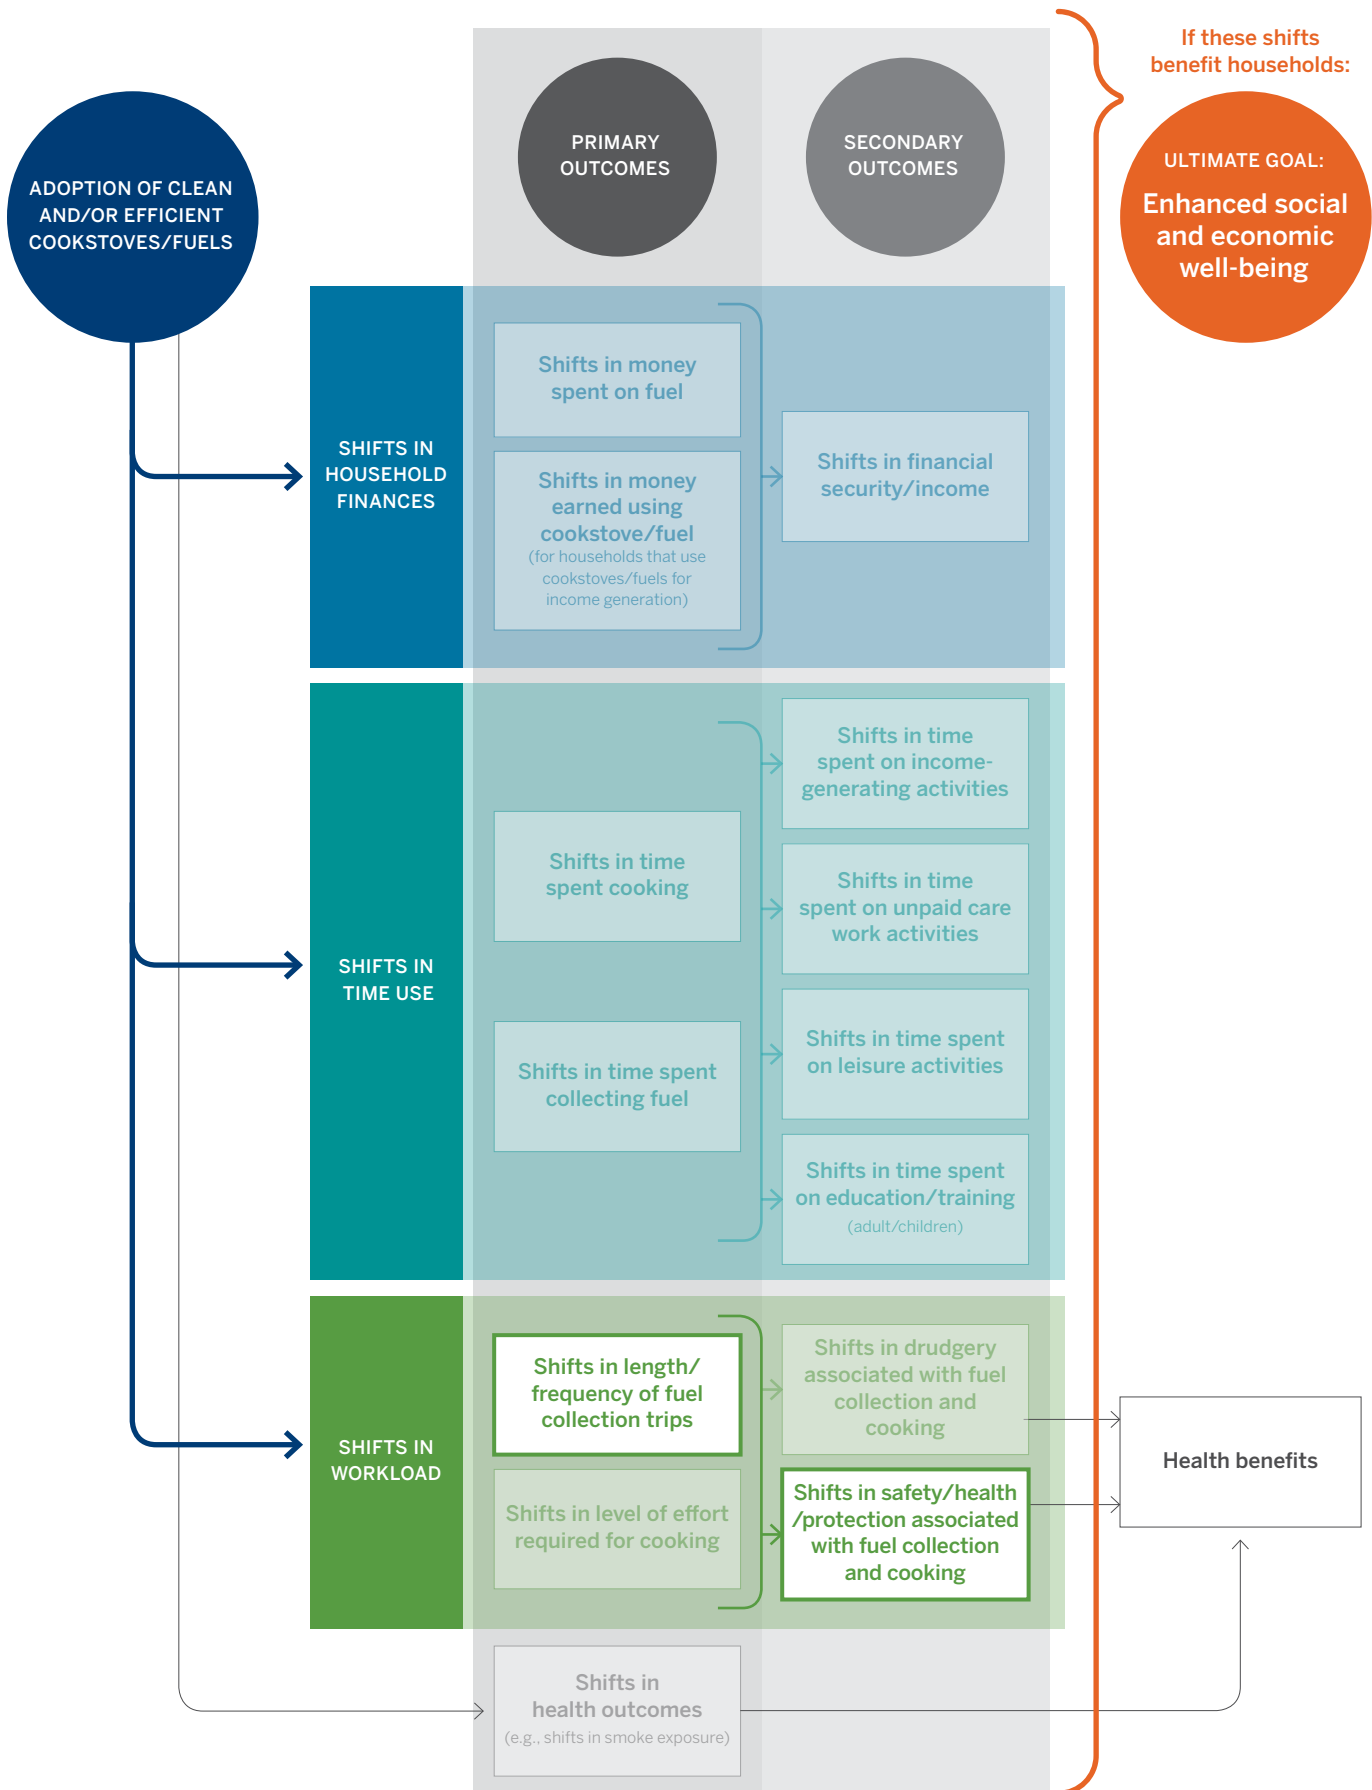 If these shifts
benefit households:
PRIMARY
OUTCOMES
SECONDARY
OUTCOMES
ULTIMATE GOAL:
Enhanced social
and economic
well-being
ADOPTION OF CLEAN
AND/OR EFFICIENT
COOKSTOVES/FUELS
SHIFTS IN
HOUSEHOLD
FINANCES
Shifts in money
spent on fuel
Shifts in money
earned using
cookstove/fuel
(for households that use
cookstoves/fuels for
income generation)
Shifts in financial
security/income
SHIFTS IN
TIME USE
Shifts in time
spent cooking
Shifts in time spent
collecting fuel
Shifts in time
spent on income-
generating activities
Shifts in time
spent on unpaid care
work activities
Shifts in time spent
on leisure activities
Shifts in time spent
on education/training
(adult/children)
SHIFTS IN
WORKLOAD
Shifts in length/
frequency of fuel
collection trips
Shifts in level of effort
required for cooking
Shifts in drudgery
associated with fuel
collection and
cooking
Shifts in safety/health
/protection associated
with fuel collection
and cooking
Health benefits
Shifts in
health outcomes
(e.g., shifts in smoke exposure)